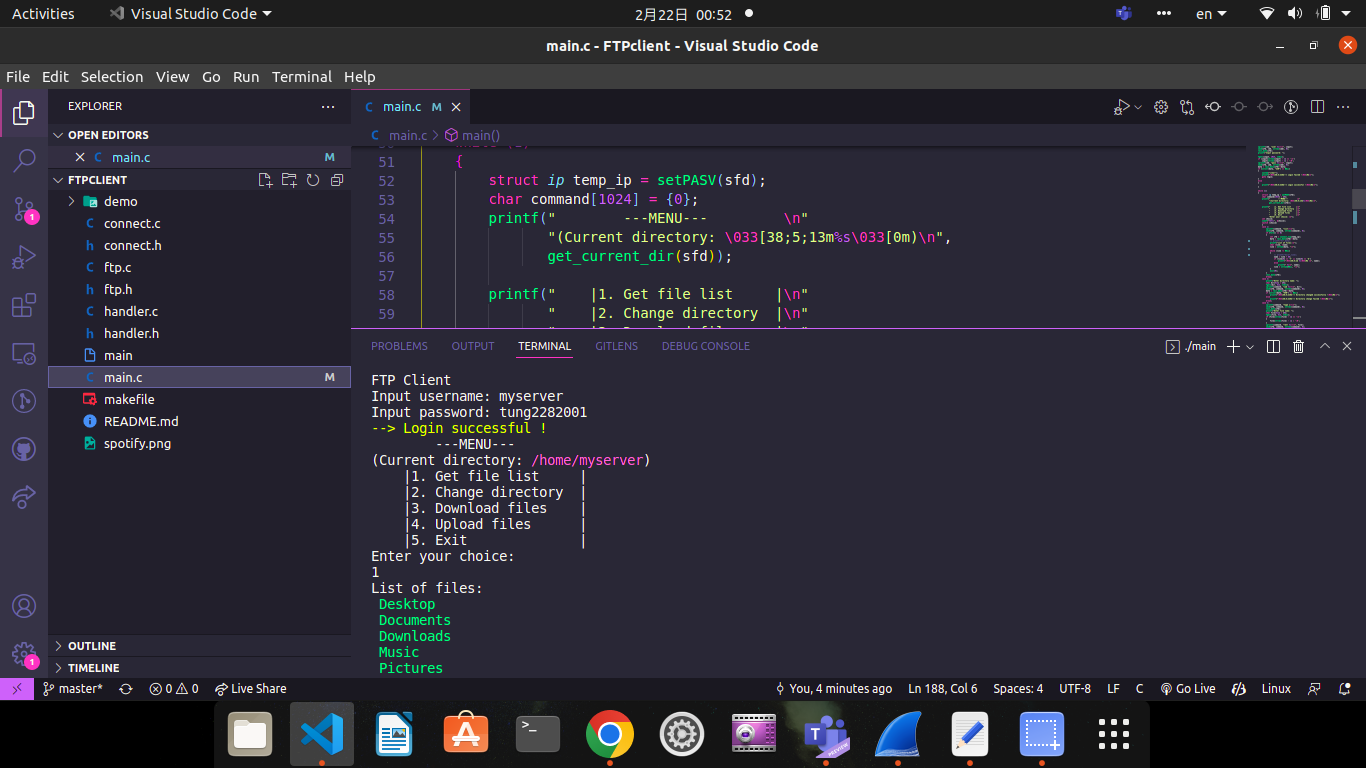 Activities Visual Studio Code 2月22日 00:52 en
main.c - FTPclient - Visual Studio Code
File Edit Selection View Go Run Terminal Help
EXPLORER
OPEN EDITORS
main.c M
FTPCLIENT
demo
C connect.c
h connect.h
C ftp.c
h ftp.h
C handler.c
h handler.h
main
C main.c M
makefile
README.md
spotify.png
OUTLINE
TIMELINE
C main.c M
C main.c > main()
51 {
52 struct ip temp_ip = setPASV(sfd);
53 char command[1024] = {0};
54 printf("        ---MENU---         \n"
55 "(Current directory: \033[38;5;13m%s\033[0m)\n",
56 get_current_dir(sfd));
57
58 printf("    |1. Get file list     |\n"
59 "    |2. Change directory  |\n"
PROBLEMS OUTPUT TERMINAL GITLENS DEBUG CONSOLE ./main
FTP Client
Input username: myserver
Input password: tung2282001
--> Login successful !
---MENU---
(Current directory: /home/myserver)
|1. Get file list     |
|2. Change directory  |
|3. Download files    |
|4. Upload files      |
|5. Exit              |
Enter your choice:
1
List of files:
Desktop
Documents
Downloads
Music
Pictures
master* 0 0 Live Share You, 4 minutes ago Ln 188, Col 6 Spaces: 4 UTF-8 LF C Go Live Linux